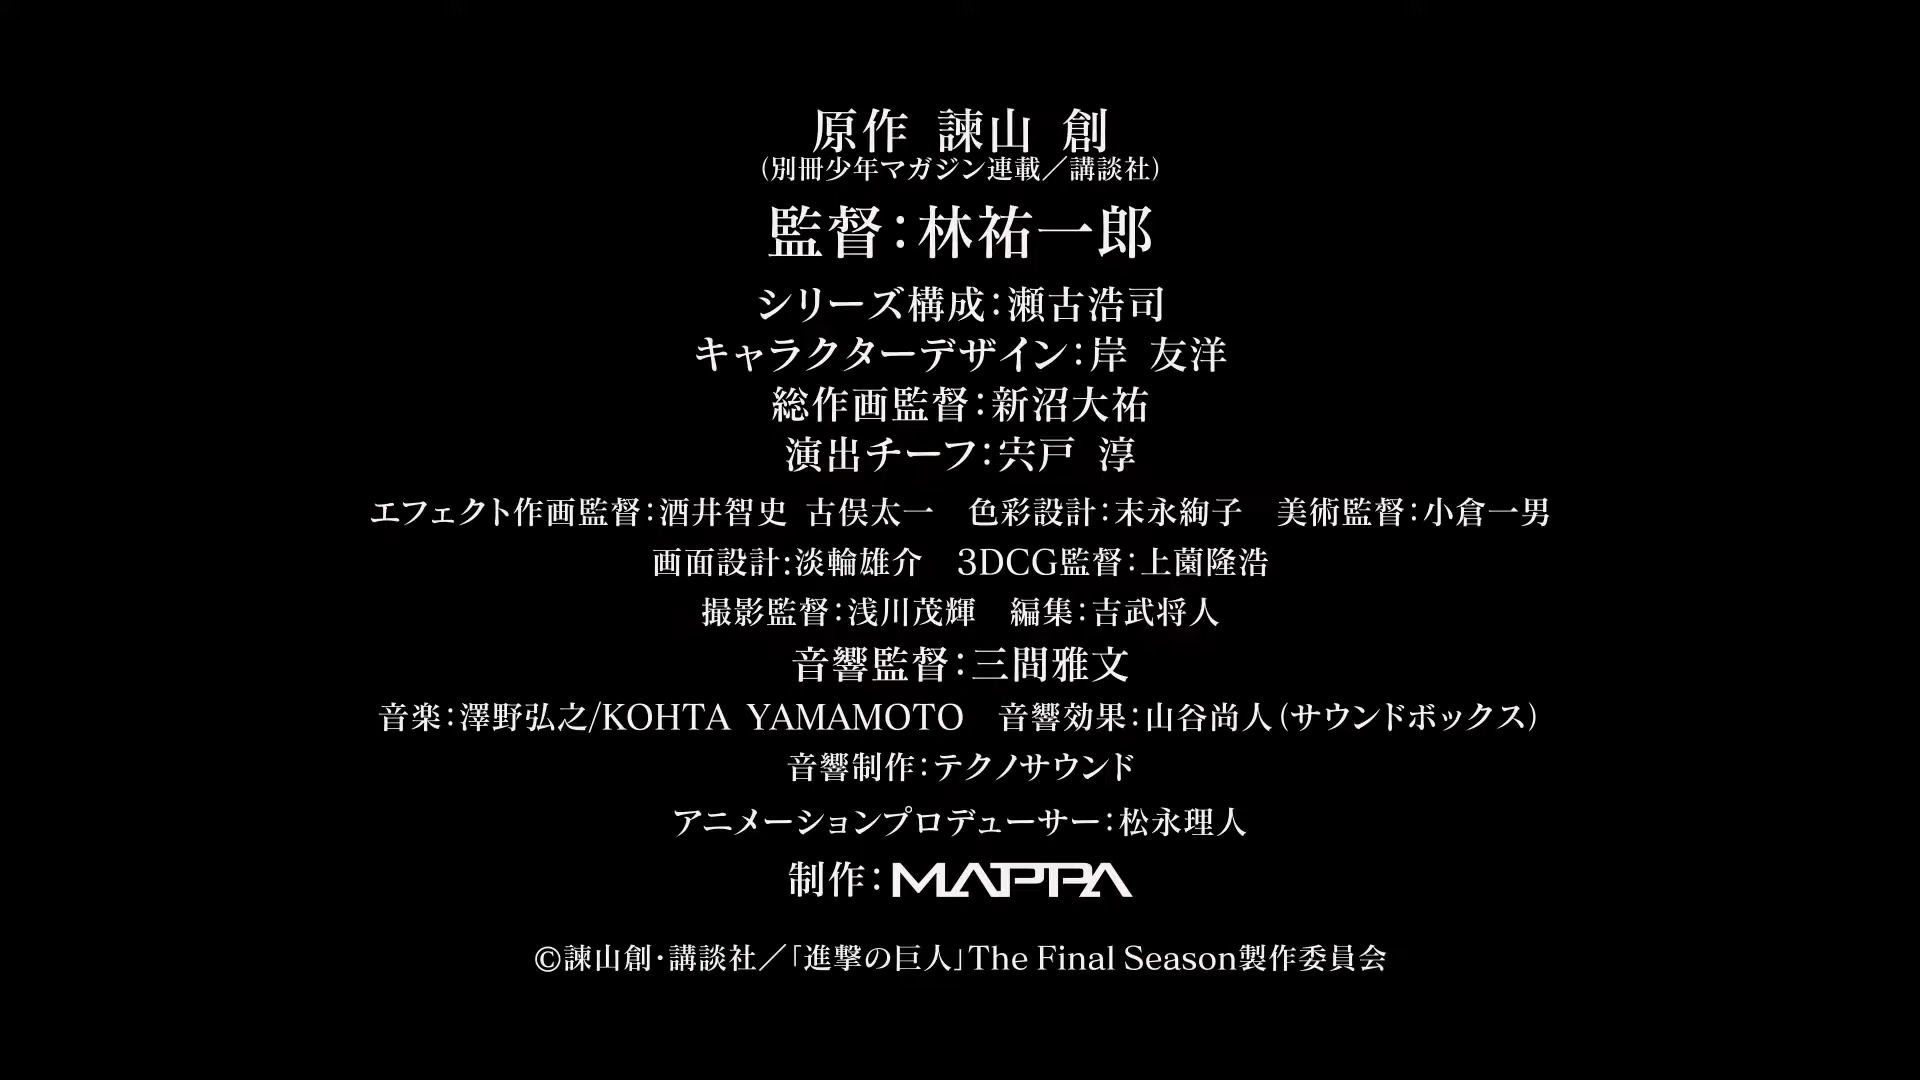 原作 諫山 創
(別冊少年マガジン連載／講談社)
監督：林祐一郎
シリーズ構成：瀬古浩司
キャラクターデザイン：岸 友洋
総作画監督：新沼大祐
演出チーフ：宍戸 淳
エフェクト作画監督：酒井智史 古俣太一　色彩設計：末永絢子　美術監督：小倉一男
画面設計：淡輪雄介　3DCG監督：上薗隆浩
撮影監督：浅川茂輝　編集：吉武将人
音響監督：三間雅文
音楽：澤野弘之/KOHTA YAMAMOTO　音響効果：山谷尚人（サウンドボックス）
音響制作：テクノサウンド
アニメーションプロデューサー：松永理人
制作：MAPPA
©諫山創・講談社／「進撃の巨人」The Final Season製作委員会